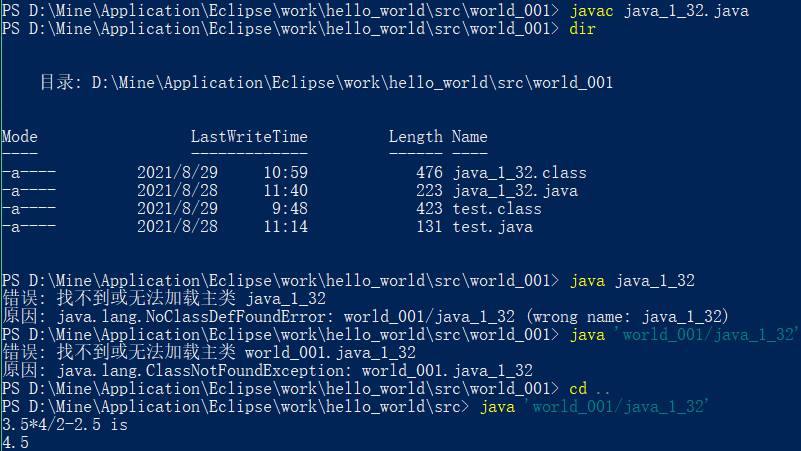 PS D:\Mine\Application\Eclipse\work\hello_world\src\world_001> javac java_1_32.java
PS D:\Mine\Application\Eclipse\work\hello_world\src\world_001> dir
目录: D:\Mine\Application\Eclipse\work\hello_world\src\world_001
Mode LastWriteTime Length Name
---- ------------- ------ ----
-a---- 2021/8/29 10:59 476 java_1_32.class
-a---- 2021/8/28 11:40 223 java_1_32.java
-a---- 2021/8/29 9:48 423 test.class
-a---- 2021/8/28 11:14 131 test.java
PS D:\Mine\Application\Eclipse\work\hello_world\src\world_001> java java_1_32
错误: 找不到或无法加载主类 java_1_32
原因: java.lang.NoClassDefFoundError: world_001/java_1_32 (wrong name: java_1_32)
PS D:\Mine\Application\Eclipse\work\hello_world\src\world_001> java 'world_001/java_1_32'
错误: 找不到或无法加载主类 world_001.java_1_32
原因: java.lang.ClassNotFoundException: world_001.java_1_32
PS D:\Mine\Application\Eclipse\work\hello_world\src\world_001> cd ..
PS D:\Mine\Application\Eclipse\work\hello_world\src> java 'world_001/java_1_32'
3.5*4/2-2.5 is
4.5